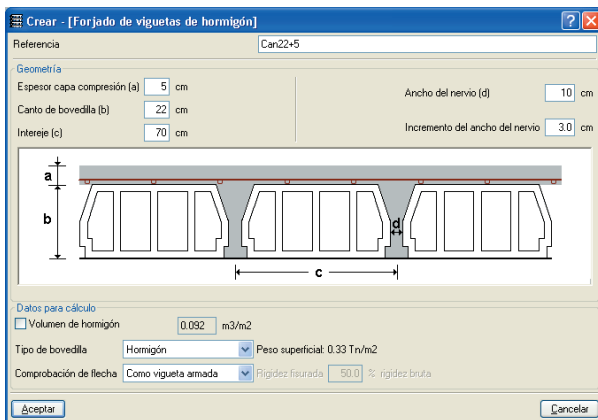 Crear - [Forjado de viguetas de hormigón]
Referencia Can22+5
Geometría
Espesor capa compresión (a) 5 cm
Ancho del nervio (d) 10 cm
Canto de bovedilla (b) 22 cm
Intereje (c) 70 cm
Incremento del ancho del nervio 3.0 cm
a
b
d
c
Datos para cálculo
Volumen de hormigón 0.092 m3/m2
Tipo de bovedilla Hormigón Peso superficial: 0.33 Tn/m2
Comprobación de flecha Como vigueta armada Rigidez fisurada 50.0 % rigidez bruta
Aceptar Cancelar